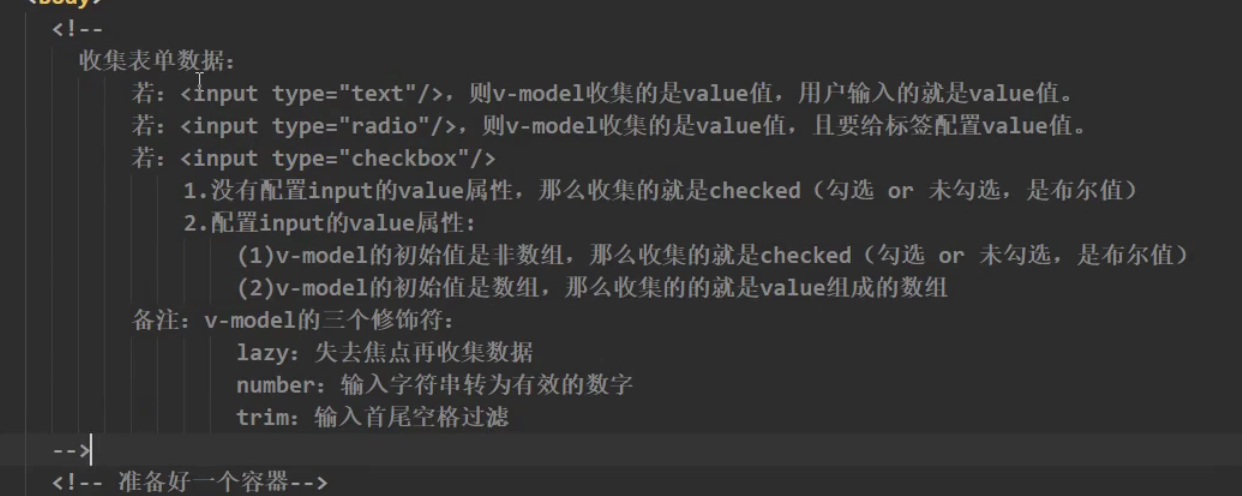 <body>
<!--
收集表单数据：
若：<input type="text"/>，则v-model收集的是value值，用户输入的就是value值。
若：<input type="radio"/>，则v-model收集的是value值，且要给标签配置value值。
若：<input type="checkbox"/>
1.没有配置input的value属性，那么收集的就是checked（勾选 or 未勾选，是布尔值）
2.配置input的value属性：
(1)v-model的初始值是非数组，那么收集的就是checked（勾选 or 未勾选，是布尔值）
(2)v-model的初始值是数组，那么收集的的就是value组成的数组
备注：v-model的三个修饰符：
lazy：失去焦点再收集数据
number：输入字符串转为有效的数字
trim：输入首尾空格过滤
-->
<!-- 准备好一个容器-->